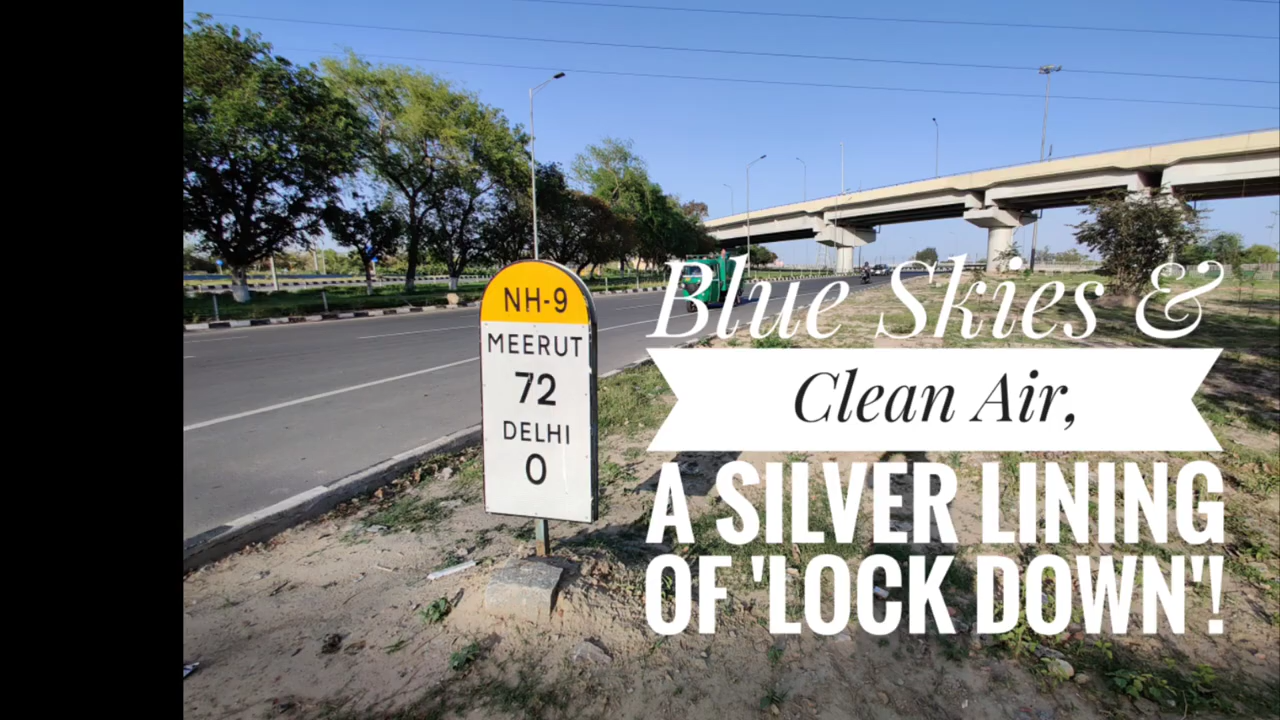 NH-9
MEERUT
72
DELHI
0
Blue Skies &
Clean Air,
A SILVER LINING
OF 'LOCK DOWN'!